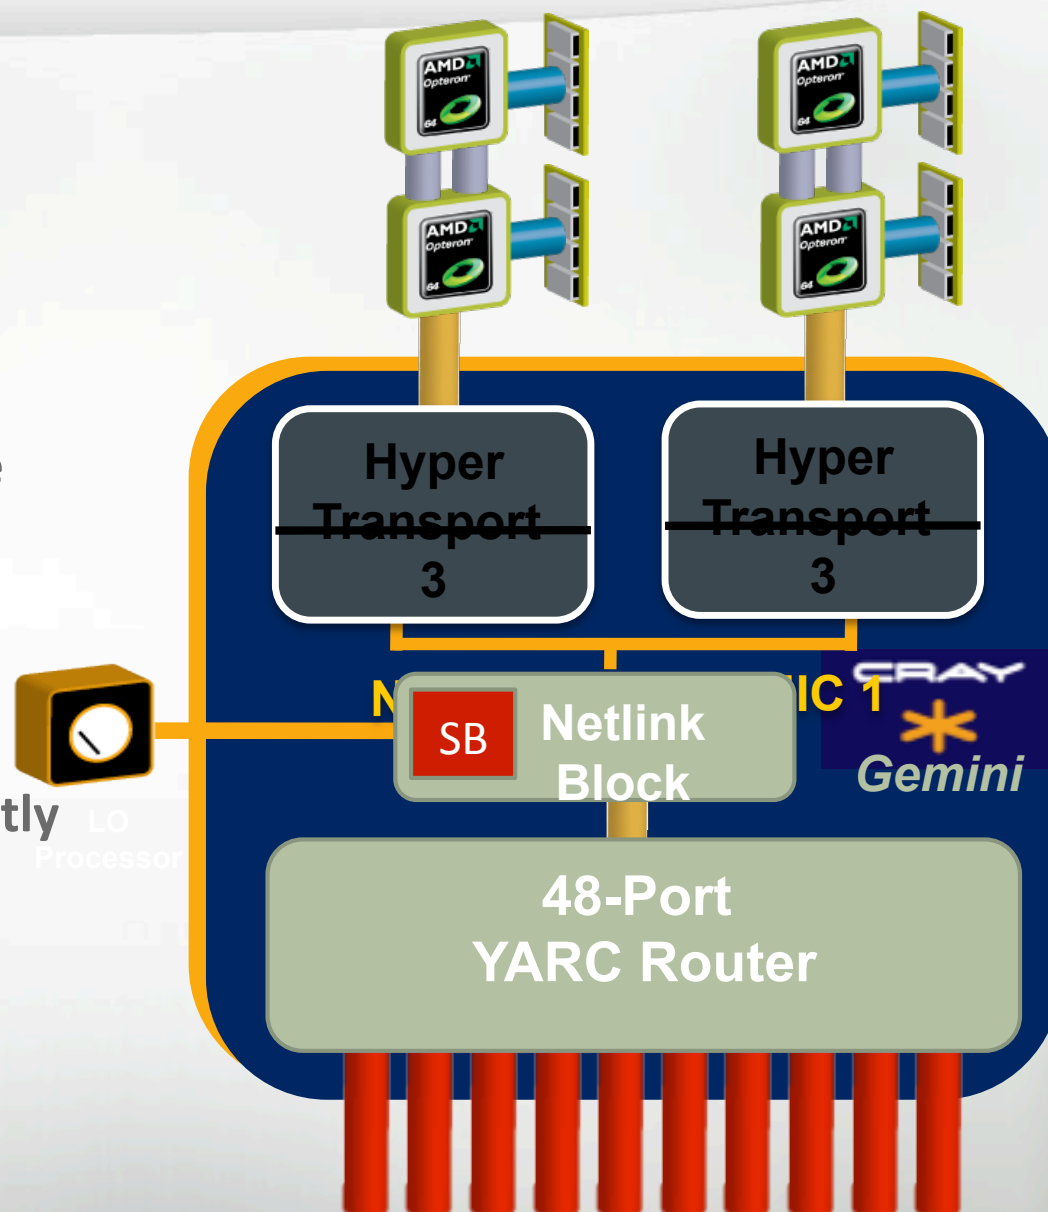 AMD
Opteron
64
AMD
Opteron
64
AMD
Opteron
64
AMD
Opteron
64
Hyper
Transport
3
Hyper
Transport
3
e
N
IC 1
CRAY
SB
Netlink
Block
Gemini
tly
LO
Processor
48-Port
YARC Router